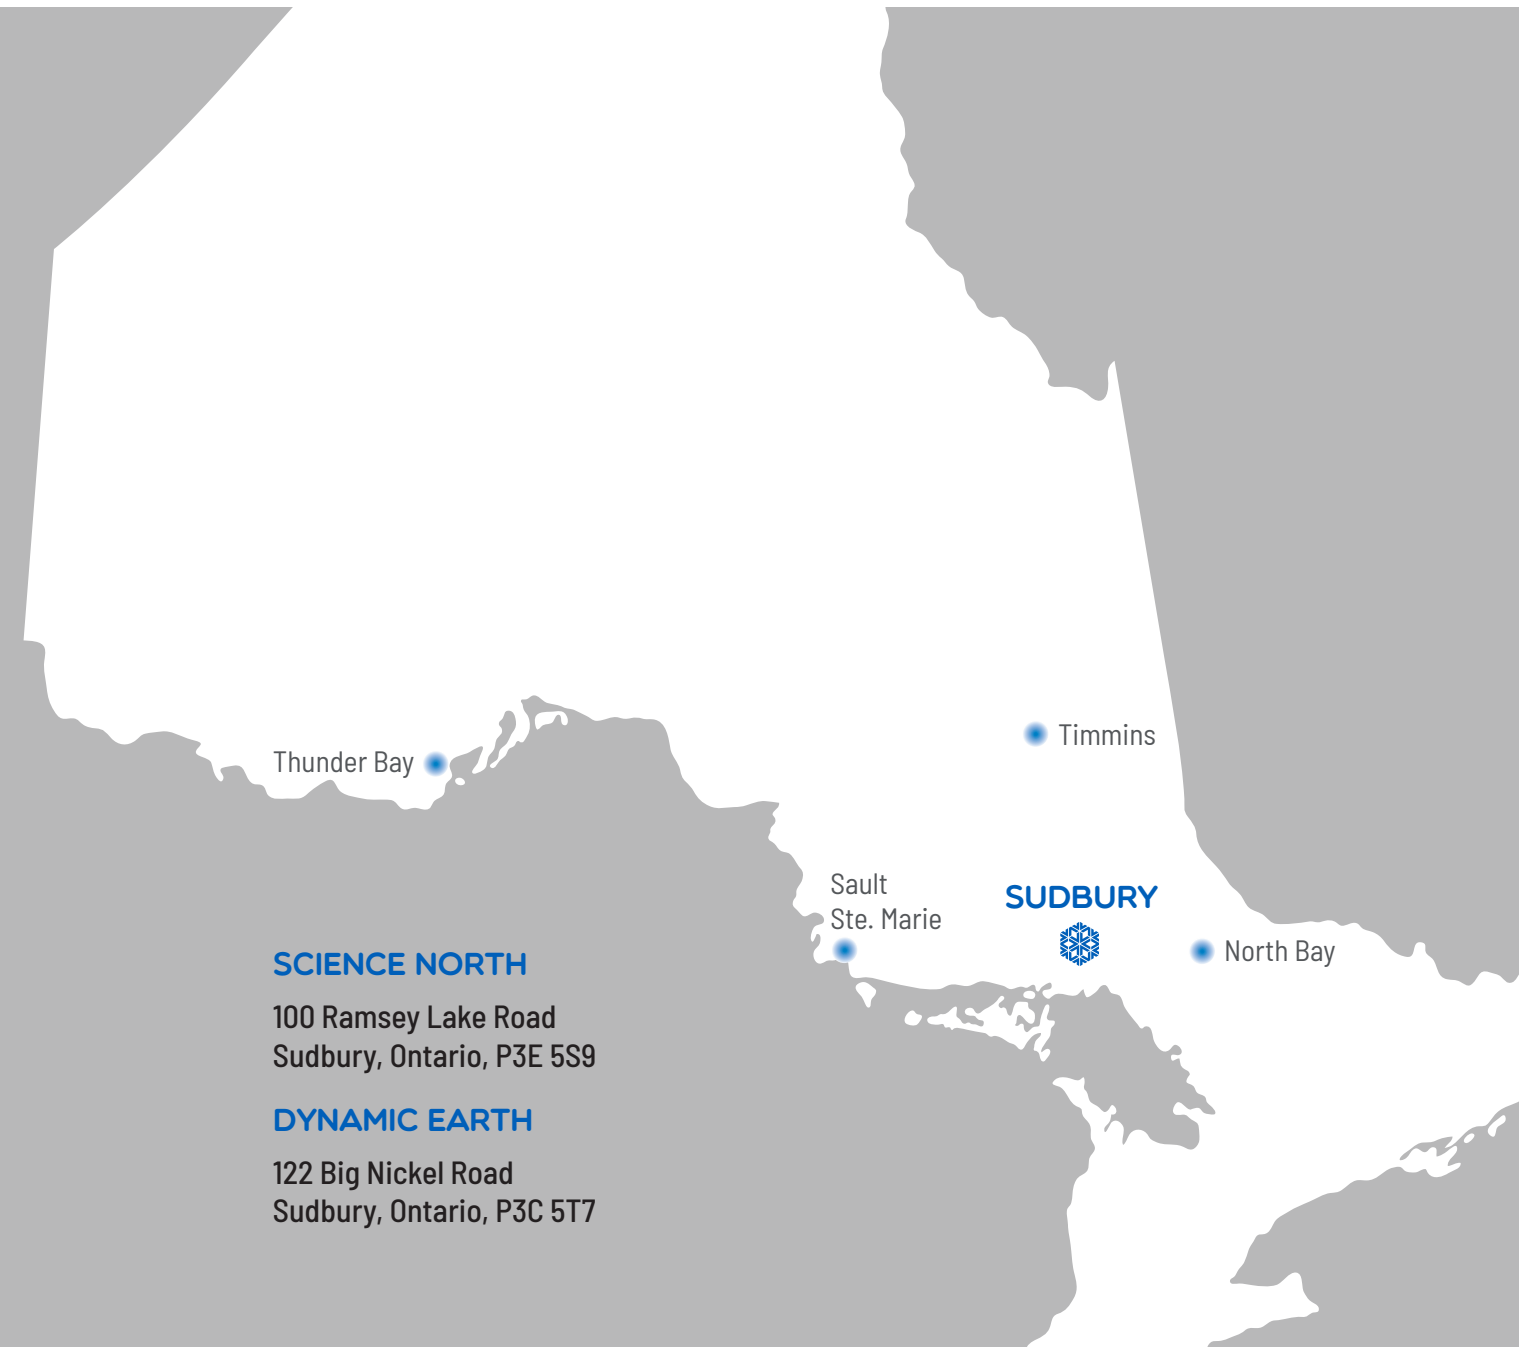 Timmins
Thunder Bay
Sault
Ste. Marie
SUDBURY
North Bay
SCIENCE NORTH
100 Ramsey Lake Road
Sudbury, Ontario, P3E 5S9
DYNAMIC EARTH
122 Big Nickel Road
Sudbury, Ontario, P3C 5T7